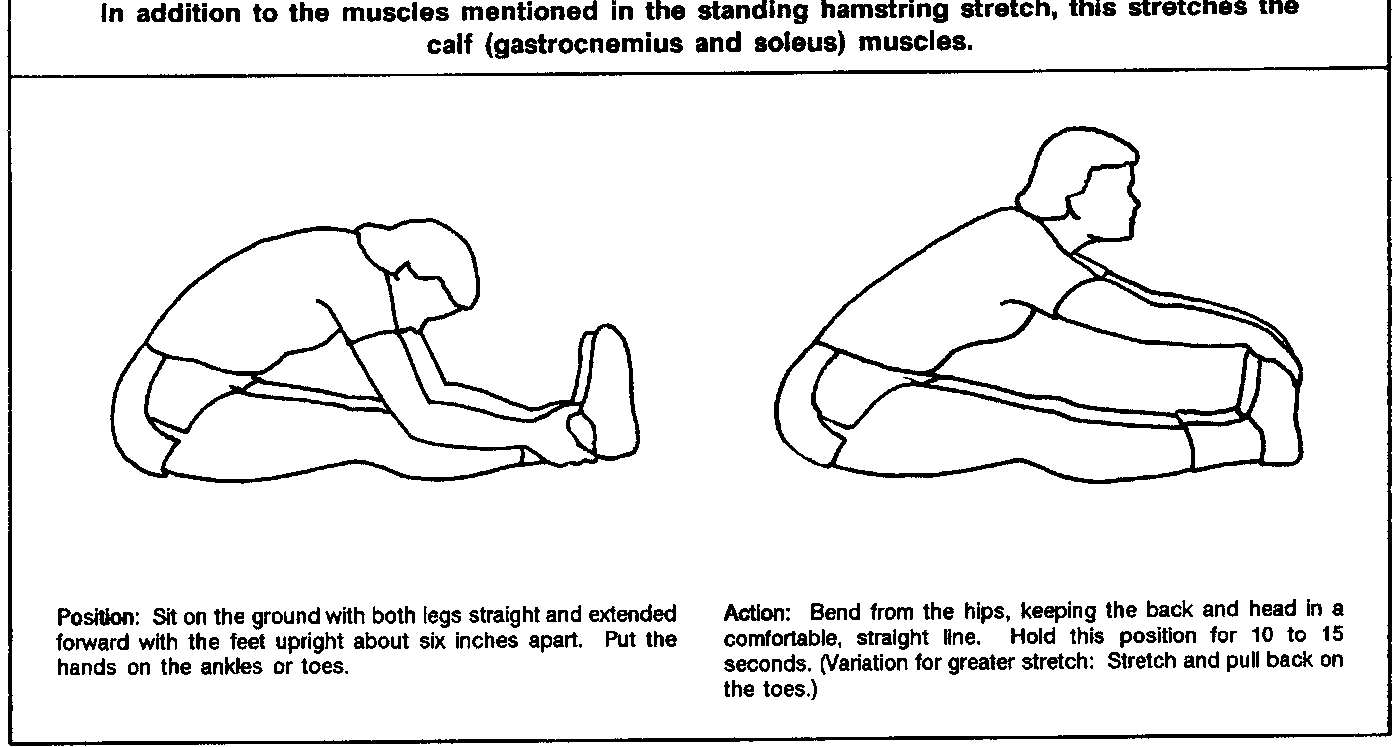 In addition to the muscles mentioned in the standing hamstring stretch, this stretches the
calf (gastrocnemius and soleus) muscles.
Position: Sit on the ground with both legs straight and extended
forward with the feet upright about six inches apart. Put the
hands on the ankles or toes.
Action: Bend from the hips, keeping the back and head in a
comfortable, straight line. Hold this position for 10 to 15
seconds. (Variation for greater stretch: Stretch and pull back on
the toes.)